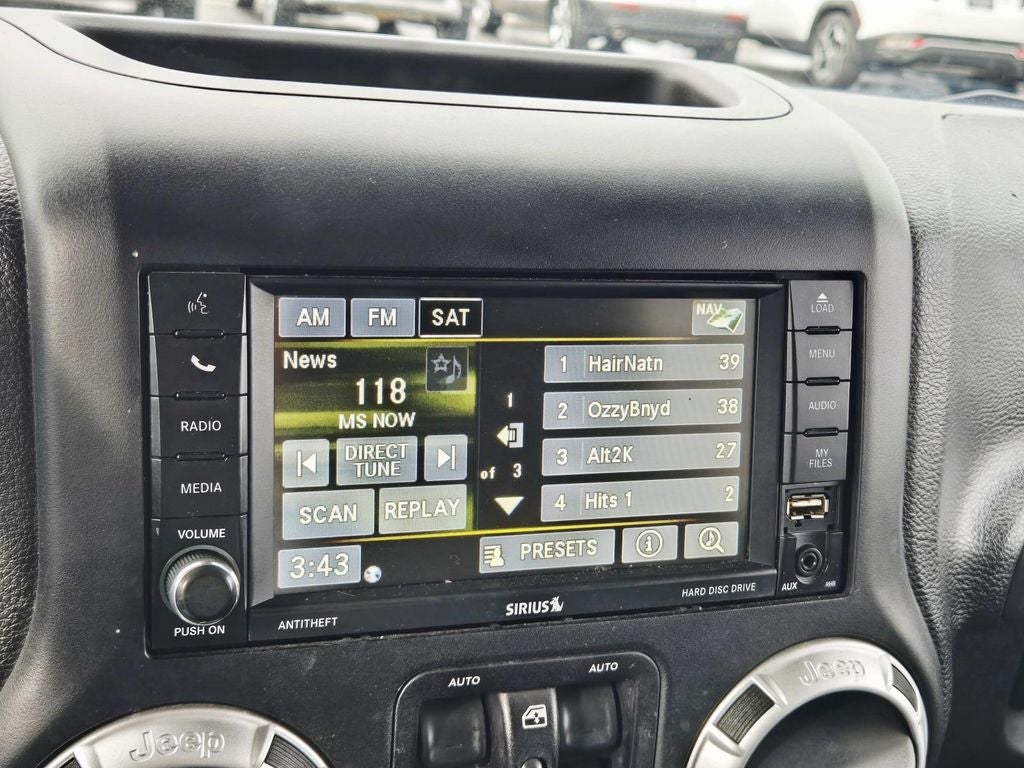 AM FM SAT NAV
LOAD
MENU
AUDIO
MY
FILES
RADIO
MEDIA
VOLUME
PUSH ON
News
118
MS NOW
DIRECT
TUNE
SCAN REPLAY
3:43
1
of 3
1 HairNatn 39
2 OzzyBnyd 38
3 Alt2K 27
4 Hits 1 2
PRESETS
i
ANTITHEFT
SIRIUS
HARD DISC DRIVE
AUX RHB
AUTO AUTO
Jeep
Jeep